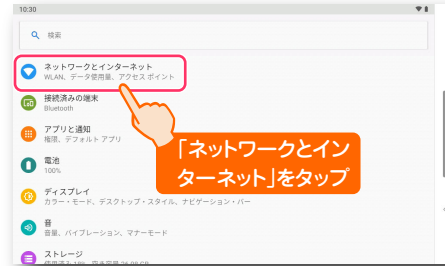 10:30
検索
ネットワークとインターネット
WLAN、データ使用量、アクセス ポイント
接続済みの端末
Bluetooth
アプリと通知
権限、デフォルト アプリ
「ネットワークとイン
ターネット」をタップ
電池
100%
ディスプレイ
カラー・モード、デスクトップ・スタイル、ナビゲーション・バー
音
音量、バイブレーション、マナーモード
ストレージ